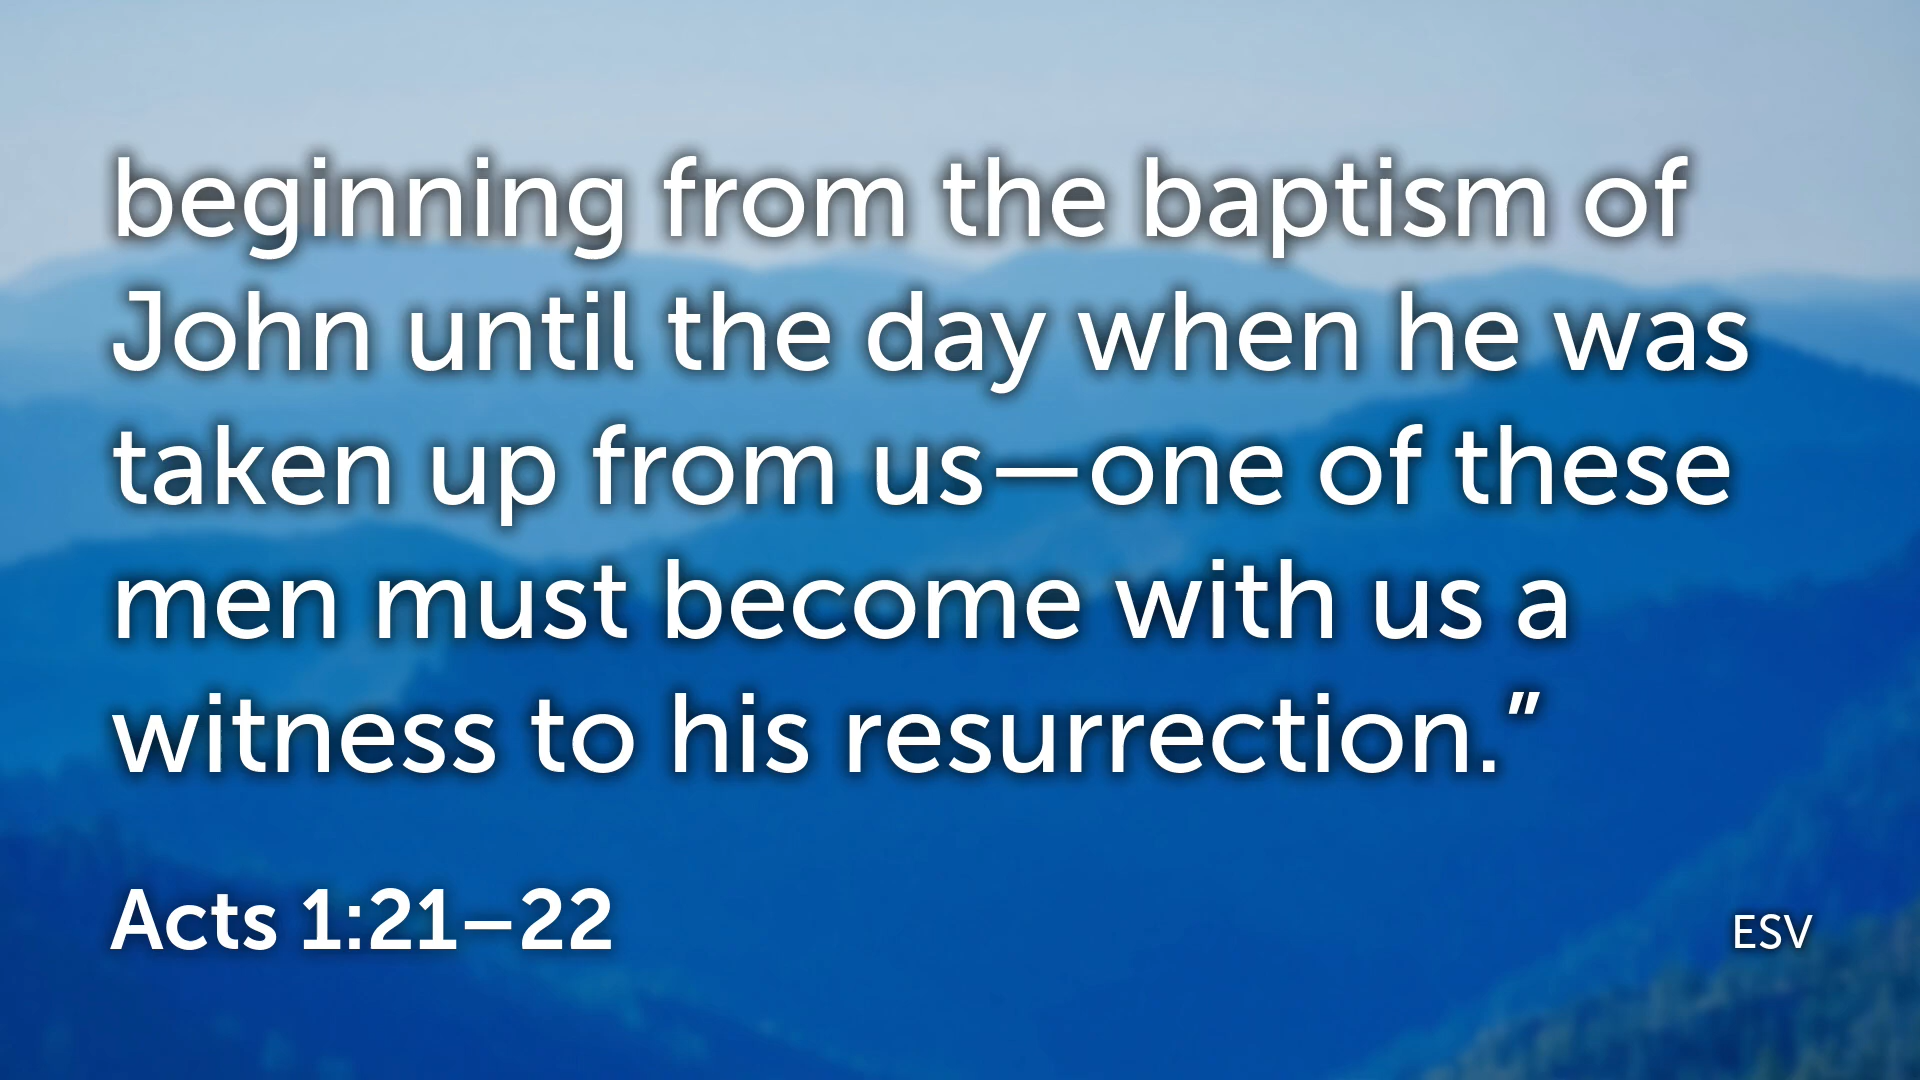 beginning from the baptism of
John until the day when he was
taken up from us—one of these
men must become with us a
witness to his resurrection.”
Acts 1:21–22
ESV